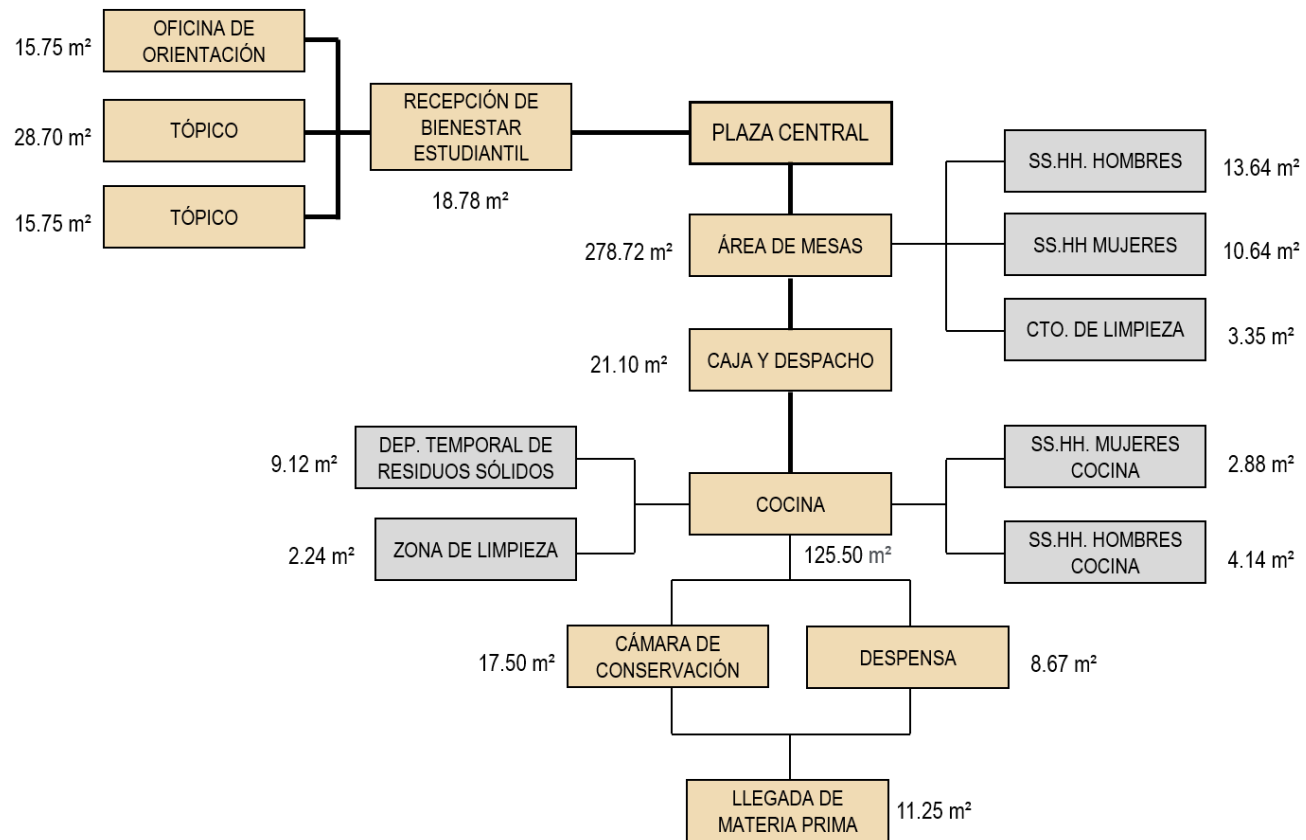 OFICINA DE
ORIENTACIÓN
15.75 m²
TÓPICO
28.70 m²
TÓPICO
15.75 m²
RECEPCIÓN DE
BIENESTAR
ESTUDIANTIL
18.78 m²
PLAZA CENTRAL
ÁREA DE MESAS
278.72 m²
SS.HH. HOMBRES
13.64 m²
SS.HH MUJERES
10.64 m²
CTO. DE LIMPIEZA
3.35 m²
CAJA Y DESPACHO
21.10 m²
DEP. TEMPORAL DE
RESIDUOS SÓLIDOS
9.12 m²
ZONA DE LIMPIEZA
2.24 m²
COCINA
125.50 m²
SS.HH. MUJERES
COCINA
2.88 m²
SS.HH. HOMBRES
COCINA
4.14 m²
CÁMARA DE
CONSERVACIÓN
17.50 m²
DESPENSA
8.67 m²
LLEGADA DE
MATERIA PRIMA
11.25 m²